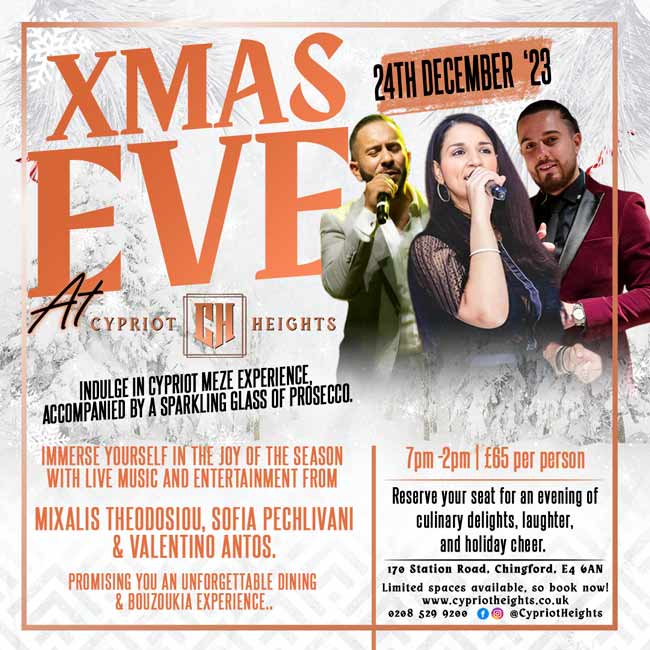 XMAS
EVE
24TH DECEMBER '23
At CYPRIOT CH HEIGHTS
INDULGE IN CYPRIOT MEZE EXPERIENCE,
ACCOMPANIED BY A SPARKLING GLASS OF PROSECCO.
IMMERSE YOURSELF IN THE JOY OF THE SEASON
WITH LIVE MUSIC AND ENTERTAINMENT FROM
MIXALIS THEODOSIOU, SOFIA PECHLIVANI
& VALENTINO ANTOS.
PROMISING YOU AN UNFORGETTABLE DINING
& BOUZOUKIA EXPERIENCE..
7pm -2pm | £65 per person
Reserve your seat for an evening of
culinary delights, laughter,
and holiday cheer.
170 Station Road, Chingford, E4 6AN
Limited spaces available, so book now!
www.cypriotheights.co.uk
0208 529 9200 @CypriotHeights